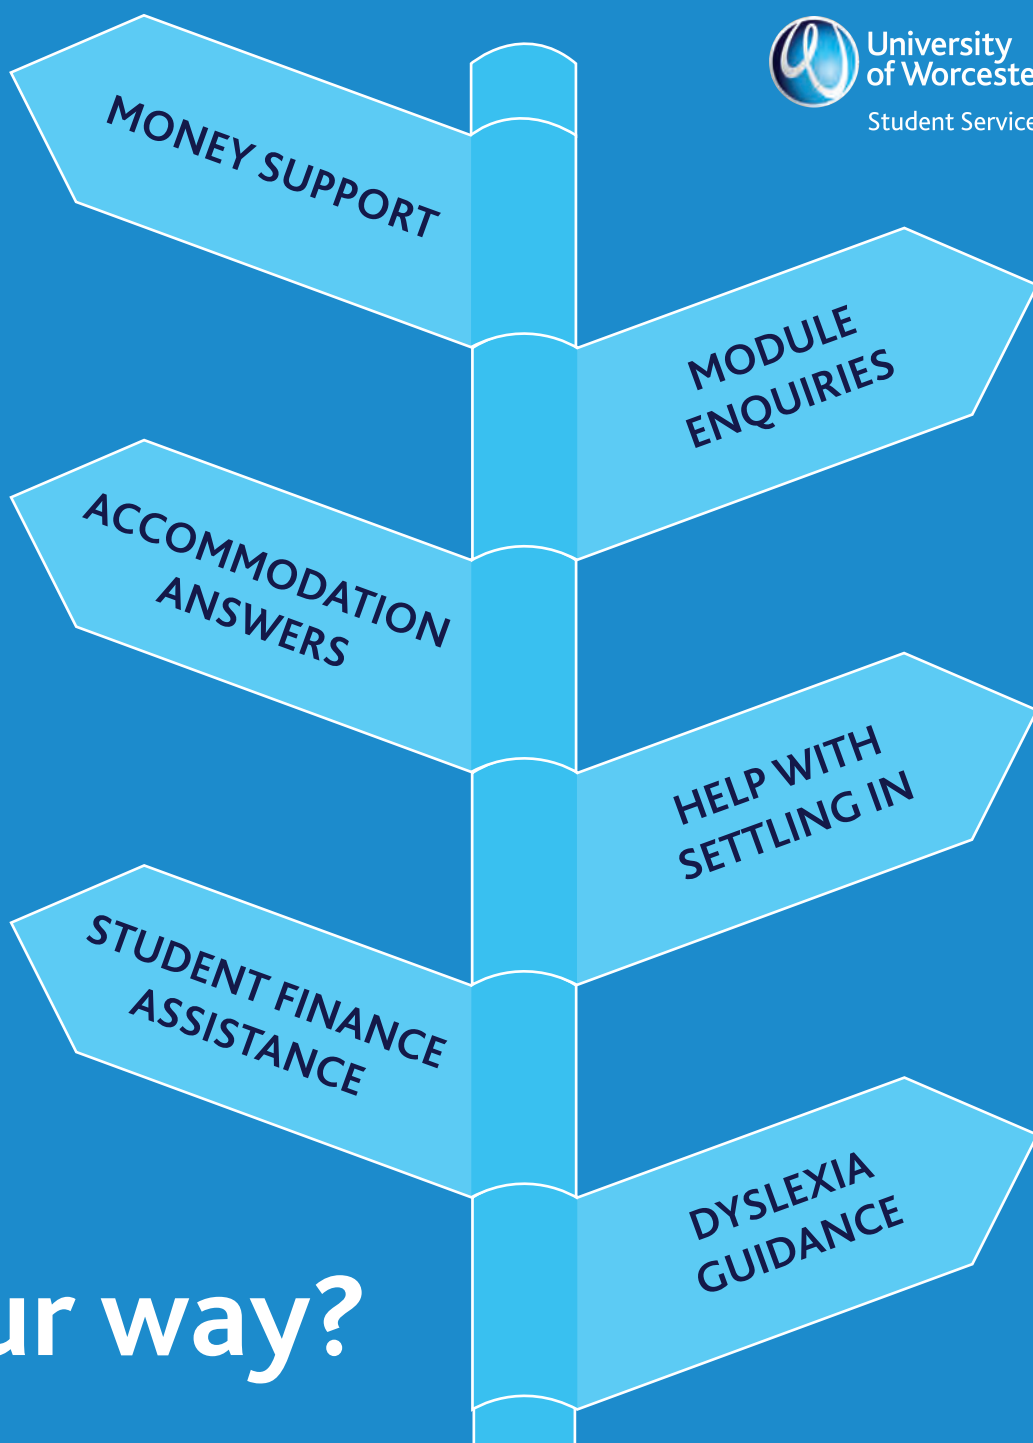 University
of Worceste
Student Service
MONEY SUPPORT
MODULE
ENQUIRIES
ACCOMMODATION
ANSWERS
HELP WITH
SETTLING IN
STUDENT FINANCE
ASSISTANCE
DYSLEXIA
GUIDANCE
ur way?